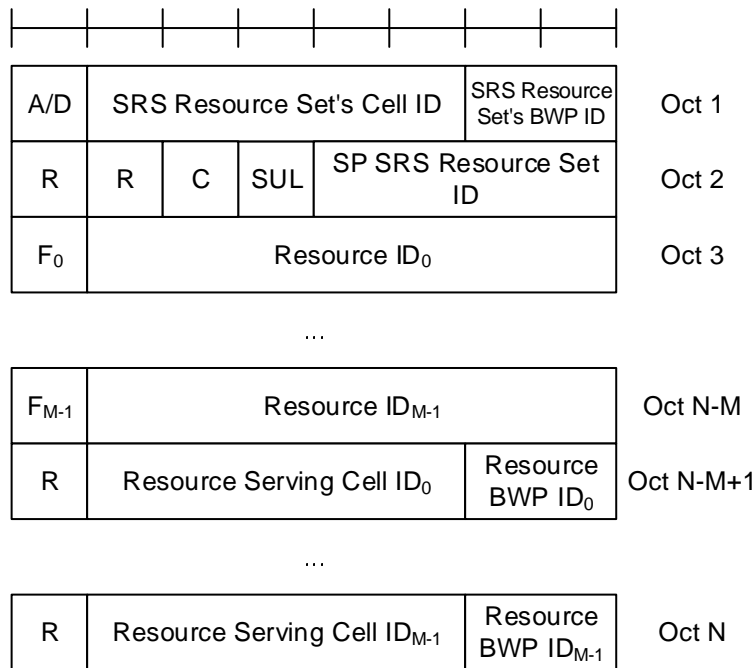 A/D SRS Resource Set's Cell ID SRS Resource Set's BWP ID Oct 1
R R C SUL SP SRS Resource Set ID Oct 2
F0 Resource ID0 Oct 3
...
FM-1 Resource IDM-1 Oct N-M
R Resource Serving Cell ID0 Resource BWP ID0 Oct N-M+1
...
R Resource Serving Cell IDM-1 Resource BWP IDM-1 Oct N